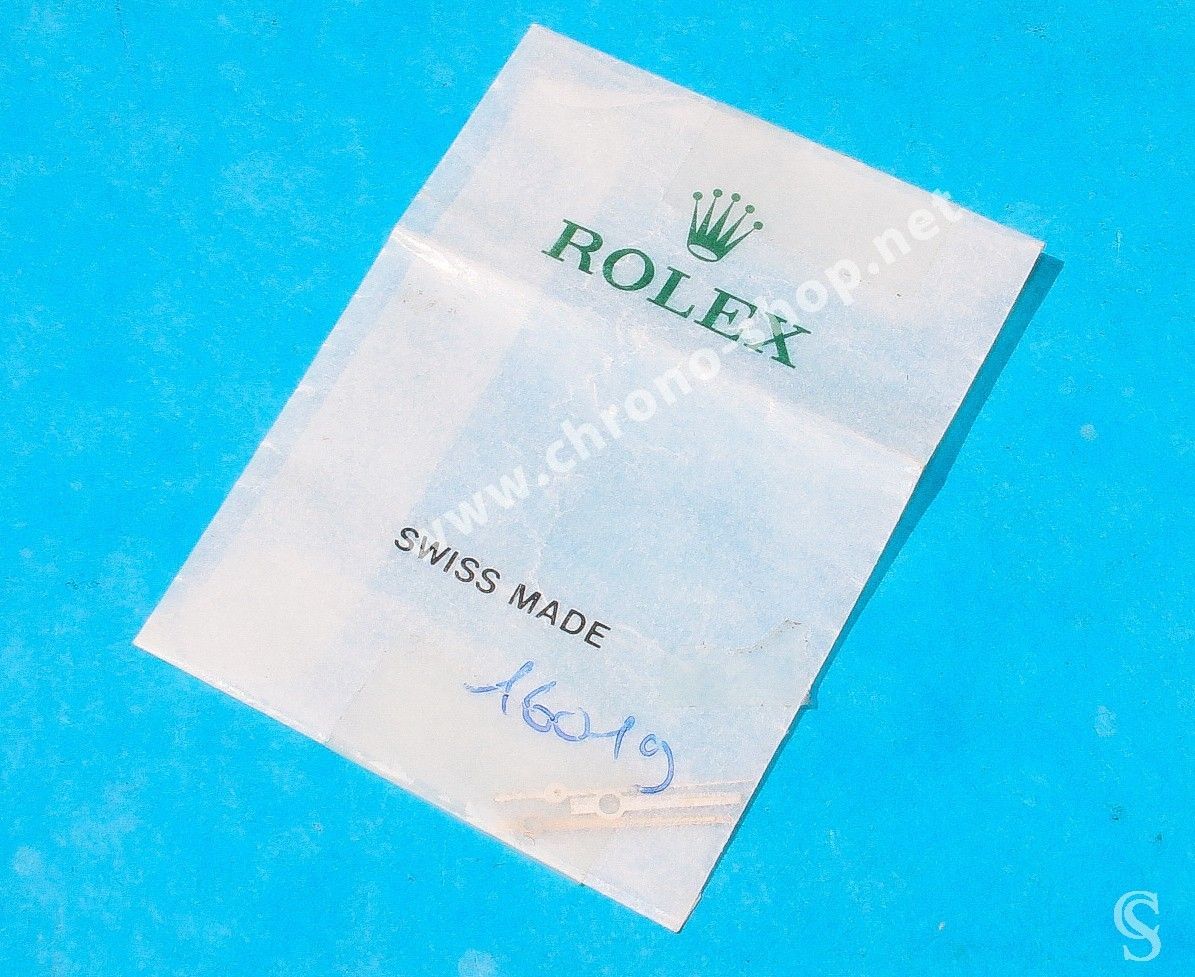 ROLEX
www.chrono-shop.net
SWISS MADE
16019